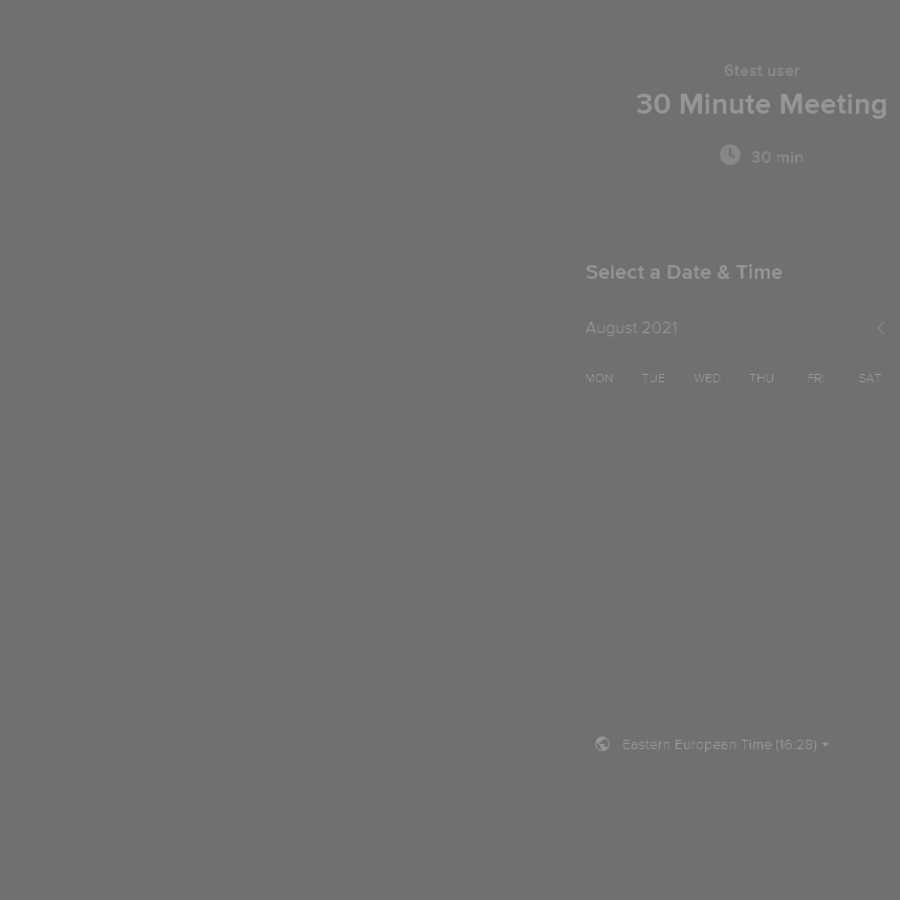 6test user
30 Minute Meeting
30 min
Select a Date & Time
August 2021
MON TUE WED THU FRI SAT
Eastern European Time (16:28)